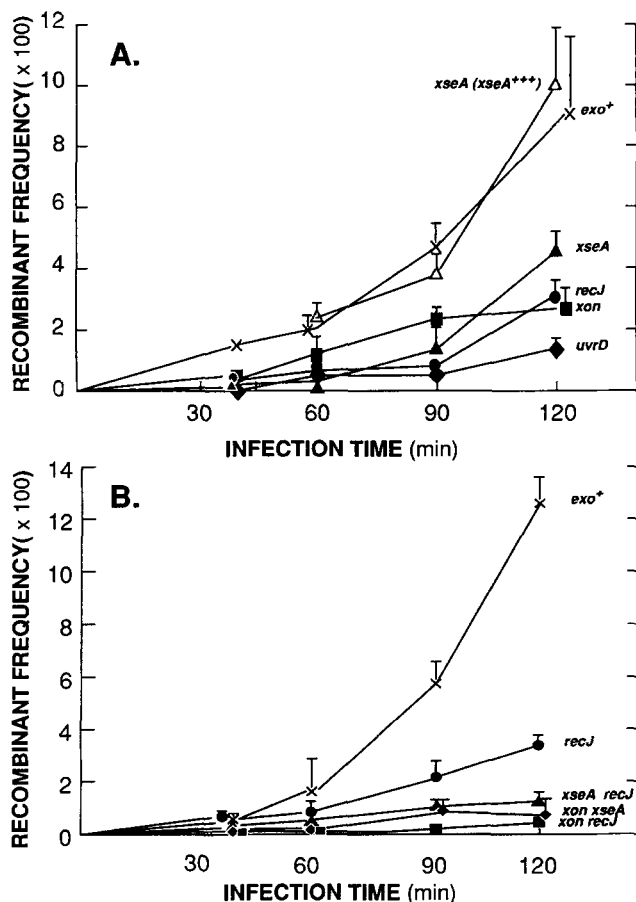 A.
RECOMBINANT FREQUENCY( x 100)
12
10
8
6
4
2
0
xseA (xseA+++)
exo+
xseA
recJ
xon
uvrD
30 60 90 120
INFECTION TIME (min)
B.
RECOMBINANT FREQUENCY( x 100)
14
12
10
8
6
4
2
0
exo+
recJ
xseA recJ
xon xseA
xon recJ
30 60 90 120
INFECTION TIME (min)